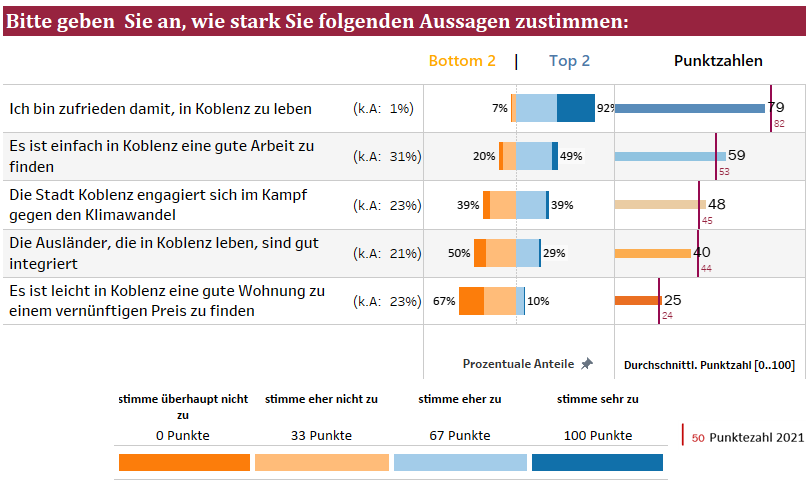 Bitte geben  Sie an, wie stark Sie folgenden Aussagen zustimmen:
Bottom 2 | Top 2 Punktzahlen
Ich bin zufrieden damit, in Koblenz zu leben (k.A: 1%) 7% 92% 79
82
Es ist einfach in Koblenz eine gute Arbeit zu
finden (k.A: 31%) 20% 49% 59
53
Die Stadt Koblenz engagiert sich im Kampf
gegen den Klimawandel (k.A: 23%) 39% 39% 48
45
Die Ausländer, die in Koblenz leben, sind gut
integriert (k.A: 21%) 50% 29% 40
44
Es ist leicht in Koblenz eine gute Wohnung zu
einem vernünftigen Preis zu finden (k.A: 23%) 67% 10% 25
24
Prozentuale Anteile Durchschnittl. Punktzahl [0..100]
stimme überhaupt nicht zu stimme eher nicht zu stimme eher zu stimme sehr zu
0 Punkte 33 Punkte 67 Punkte 100 Punkte
50 Punktezahl 2021